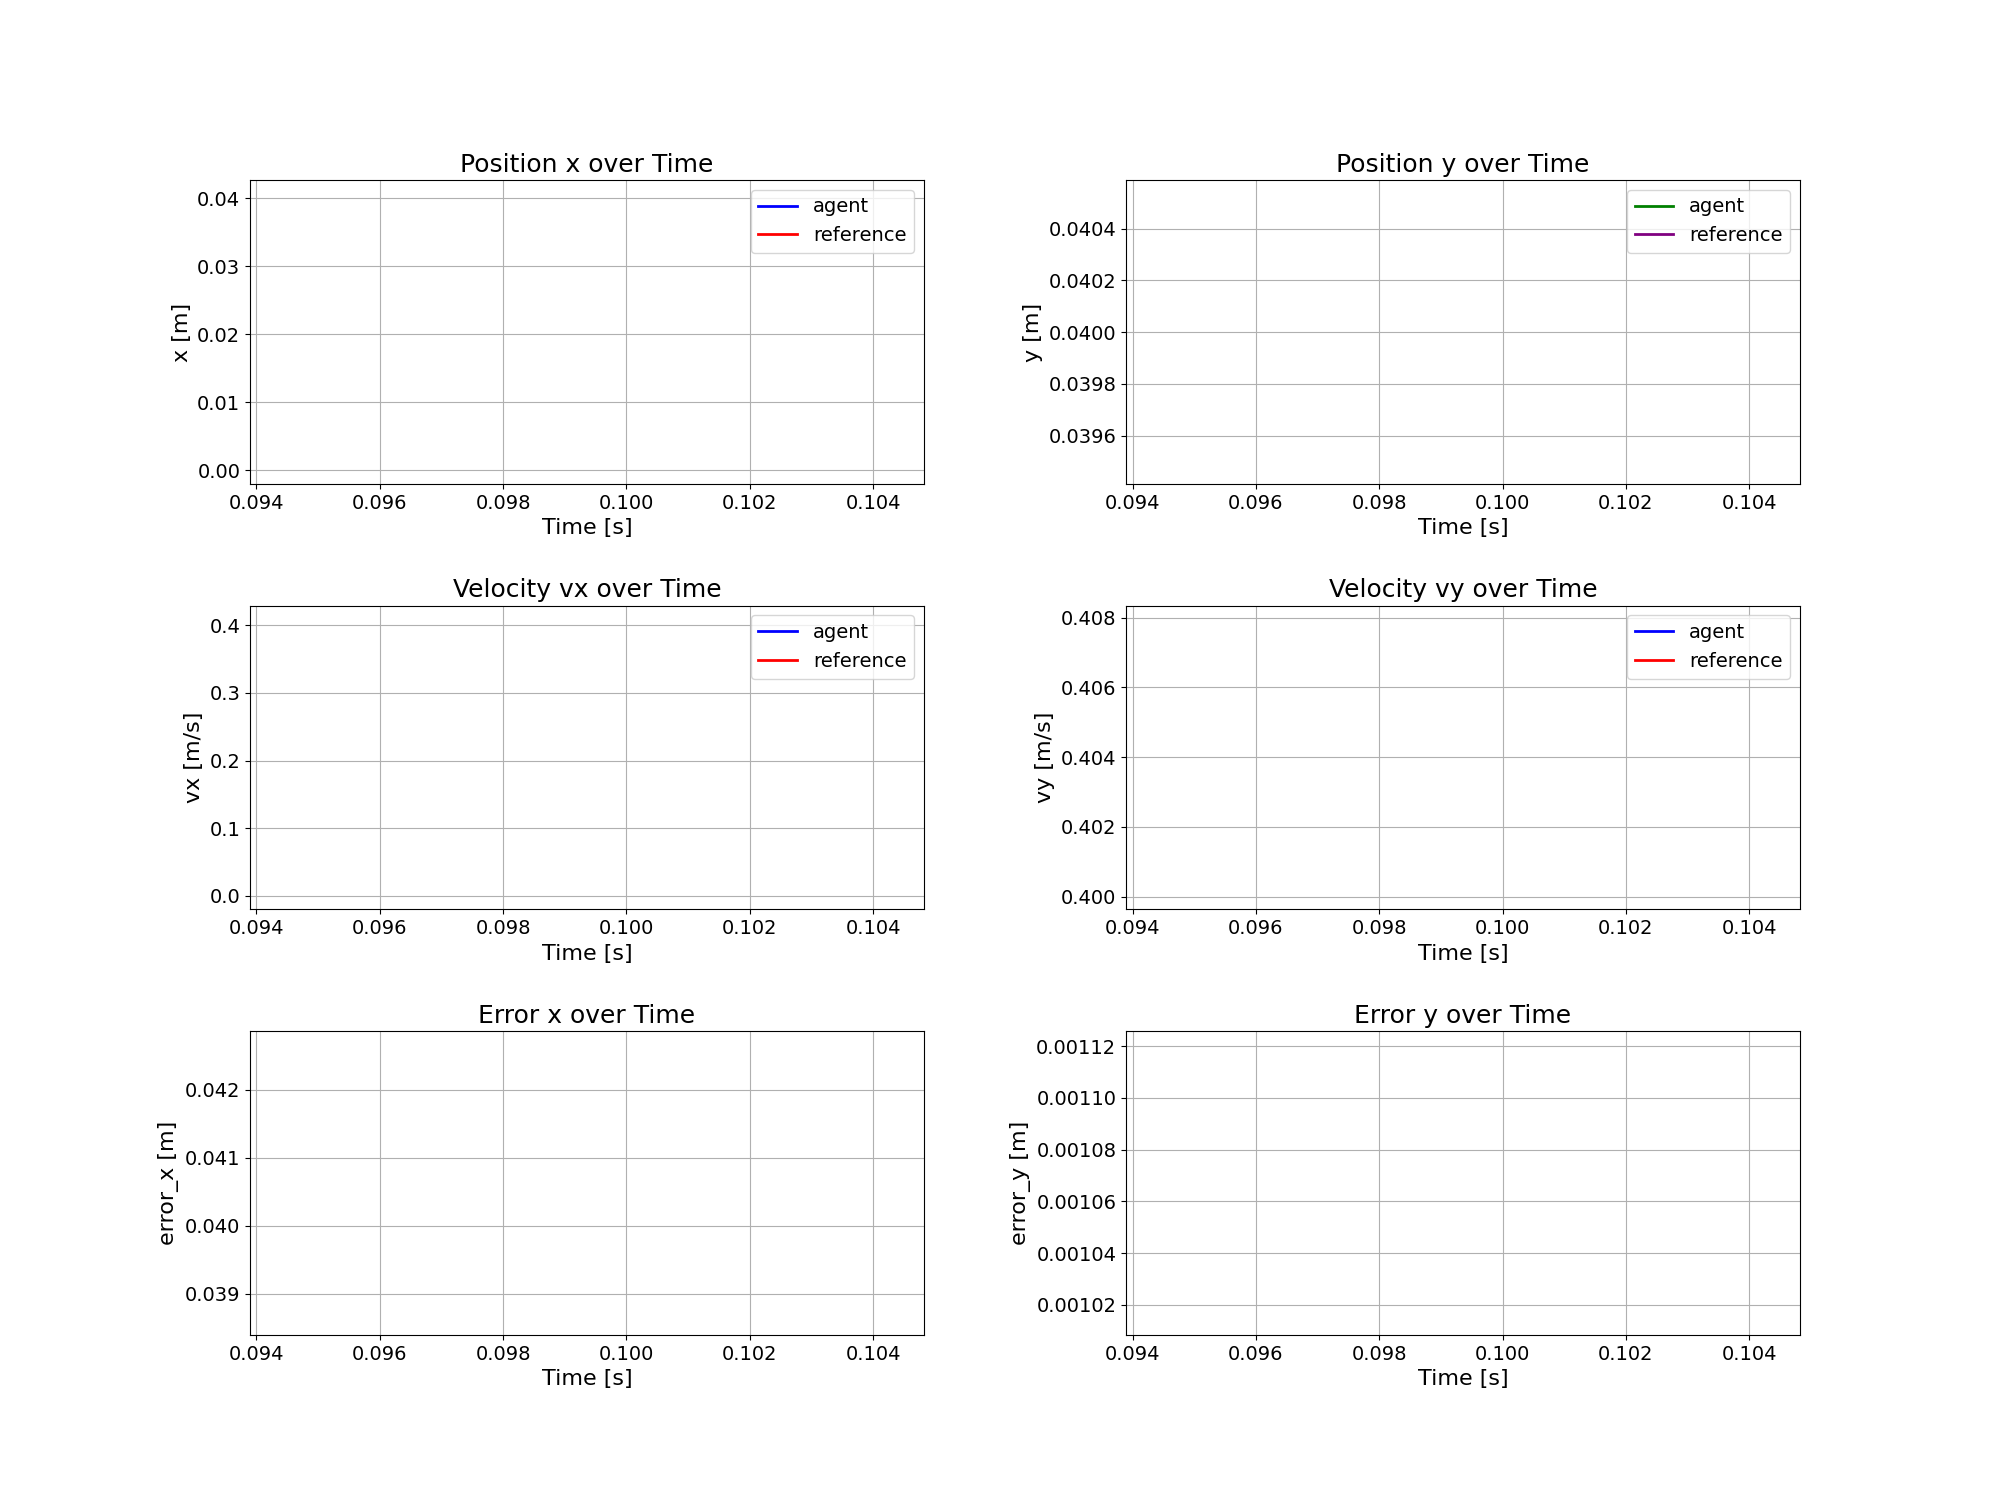 Position x over Time
0.04
0.03
0.02
0.01
0.00
x [m]
agent
reference
0.094 0.096 0.098 0.100 0.102 0.104
Time [s]
Position y over Time
0.0404
0.0402
0.0400
0.0398
0.0396
y [m]
agent
reference
0.094 0.096 0.098 0.100 0.102 0.104
Time [s]
Velocity vx over Time
0.4
0.3
0.2
0.1
0.0
vx [m/s]
agent
reference
0.094 0.096 0.098 0.100 0.102 0.104
Time [s]
Velocity vy over Time
0.408
0.406
0.404
0.402
0.400
vy [m/s]
agent
reference
0.094 0.096 0.098 0.100 0.102 0.104
Time [s]
Error x over Time
0.042
0.041
0.040
0.039
error_x [m]
0.094 0.096 0.098 0.100 0.102 0.104
Time [s]
Error y over Time
0.00112
0.00110
0.00108
0.00106
0.00104
0.00102
error_y [m]
0.094 0.096 0.098 0.100 0.102 0.104
Time [s]